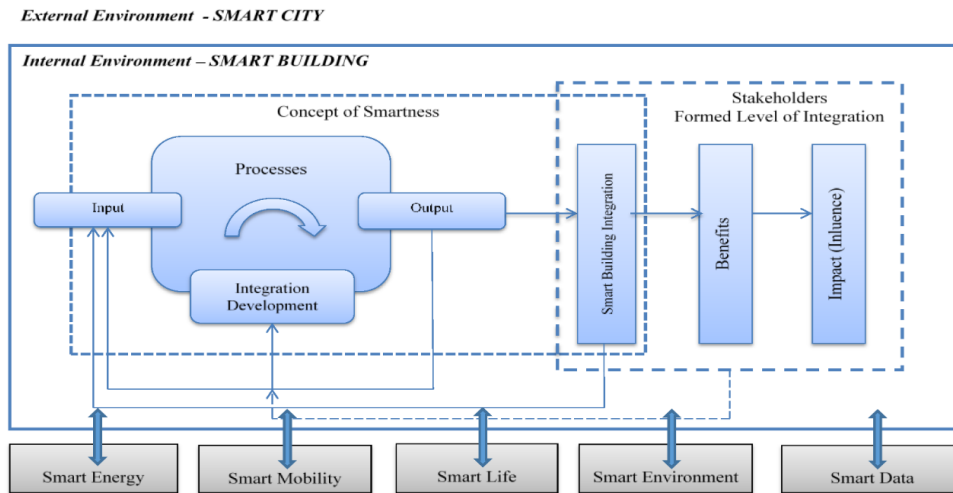 External Environment - SMART CITY
Internal Environment – SMART BUILDING
Concept of Smartness
Stakeholders
Formed Level of Integration
Processes
Input
Output
Integration
Development
Smart Building Integration
Benefits
Impact (Inluence)
Smart Energy
Smart Mobility
Smart Life
Smart Environment
Smart Data